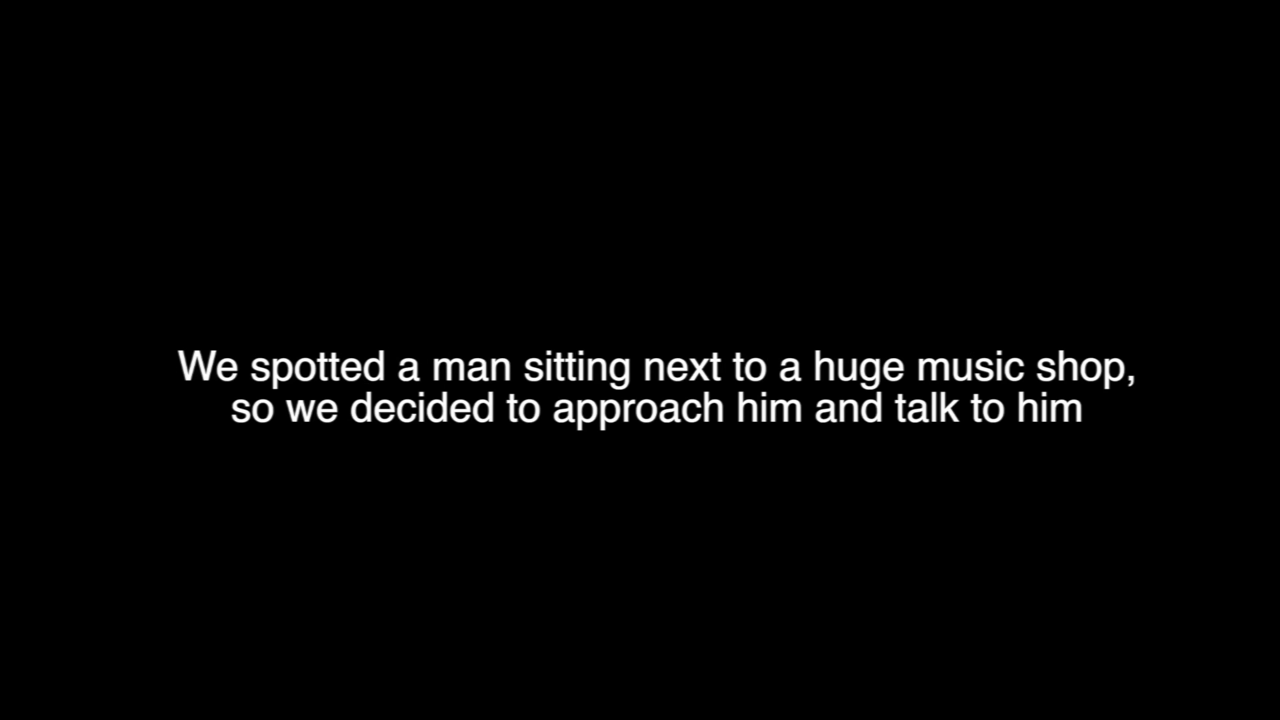 We spotted a man sitting next to a huge music shop,
so we decided to approach him and talk to him